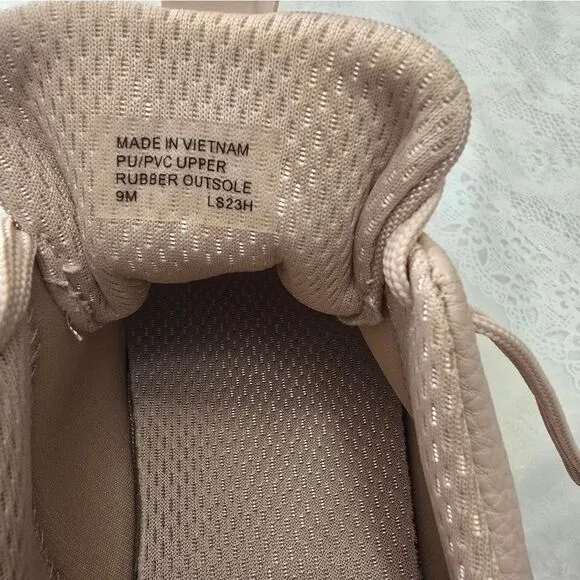 MADE IN VIETNAM
PU/PVC UPPER
RUBBER OUTSOLE
9M LS23H